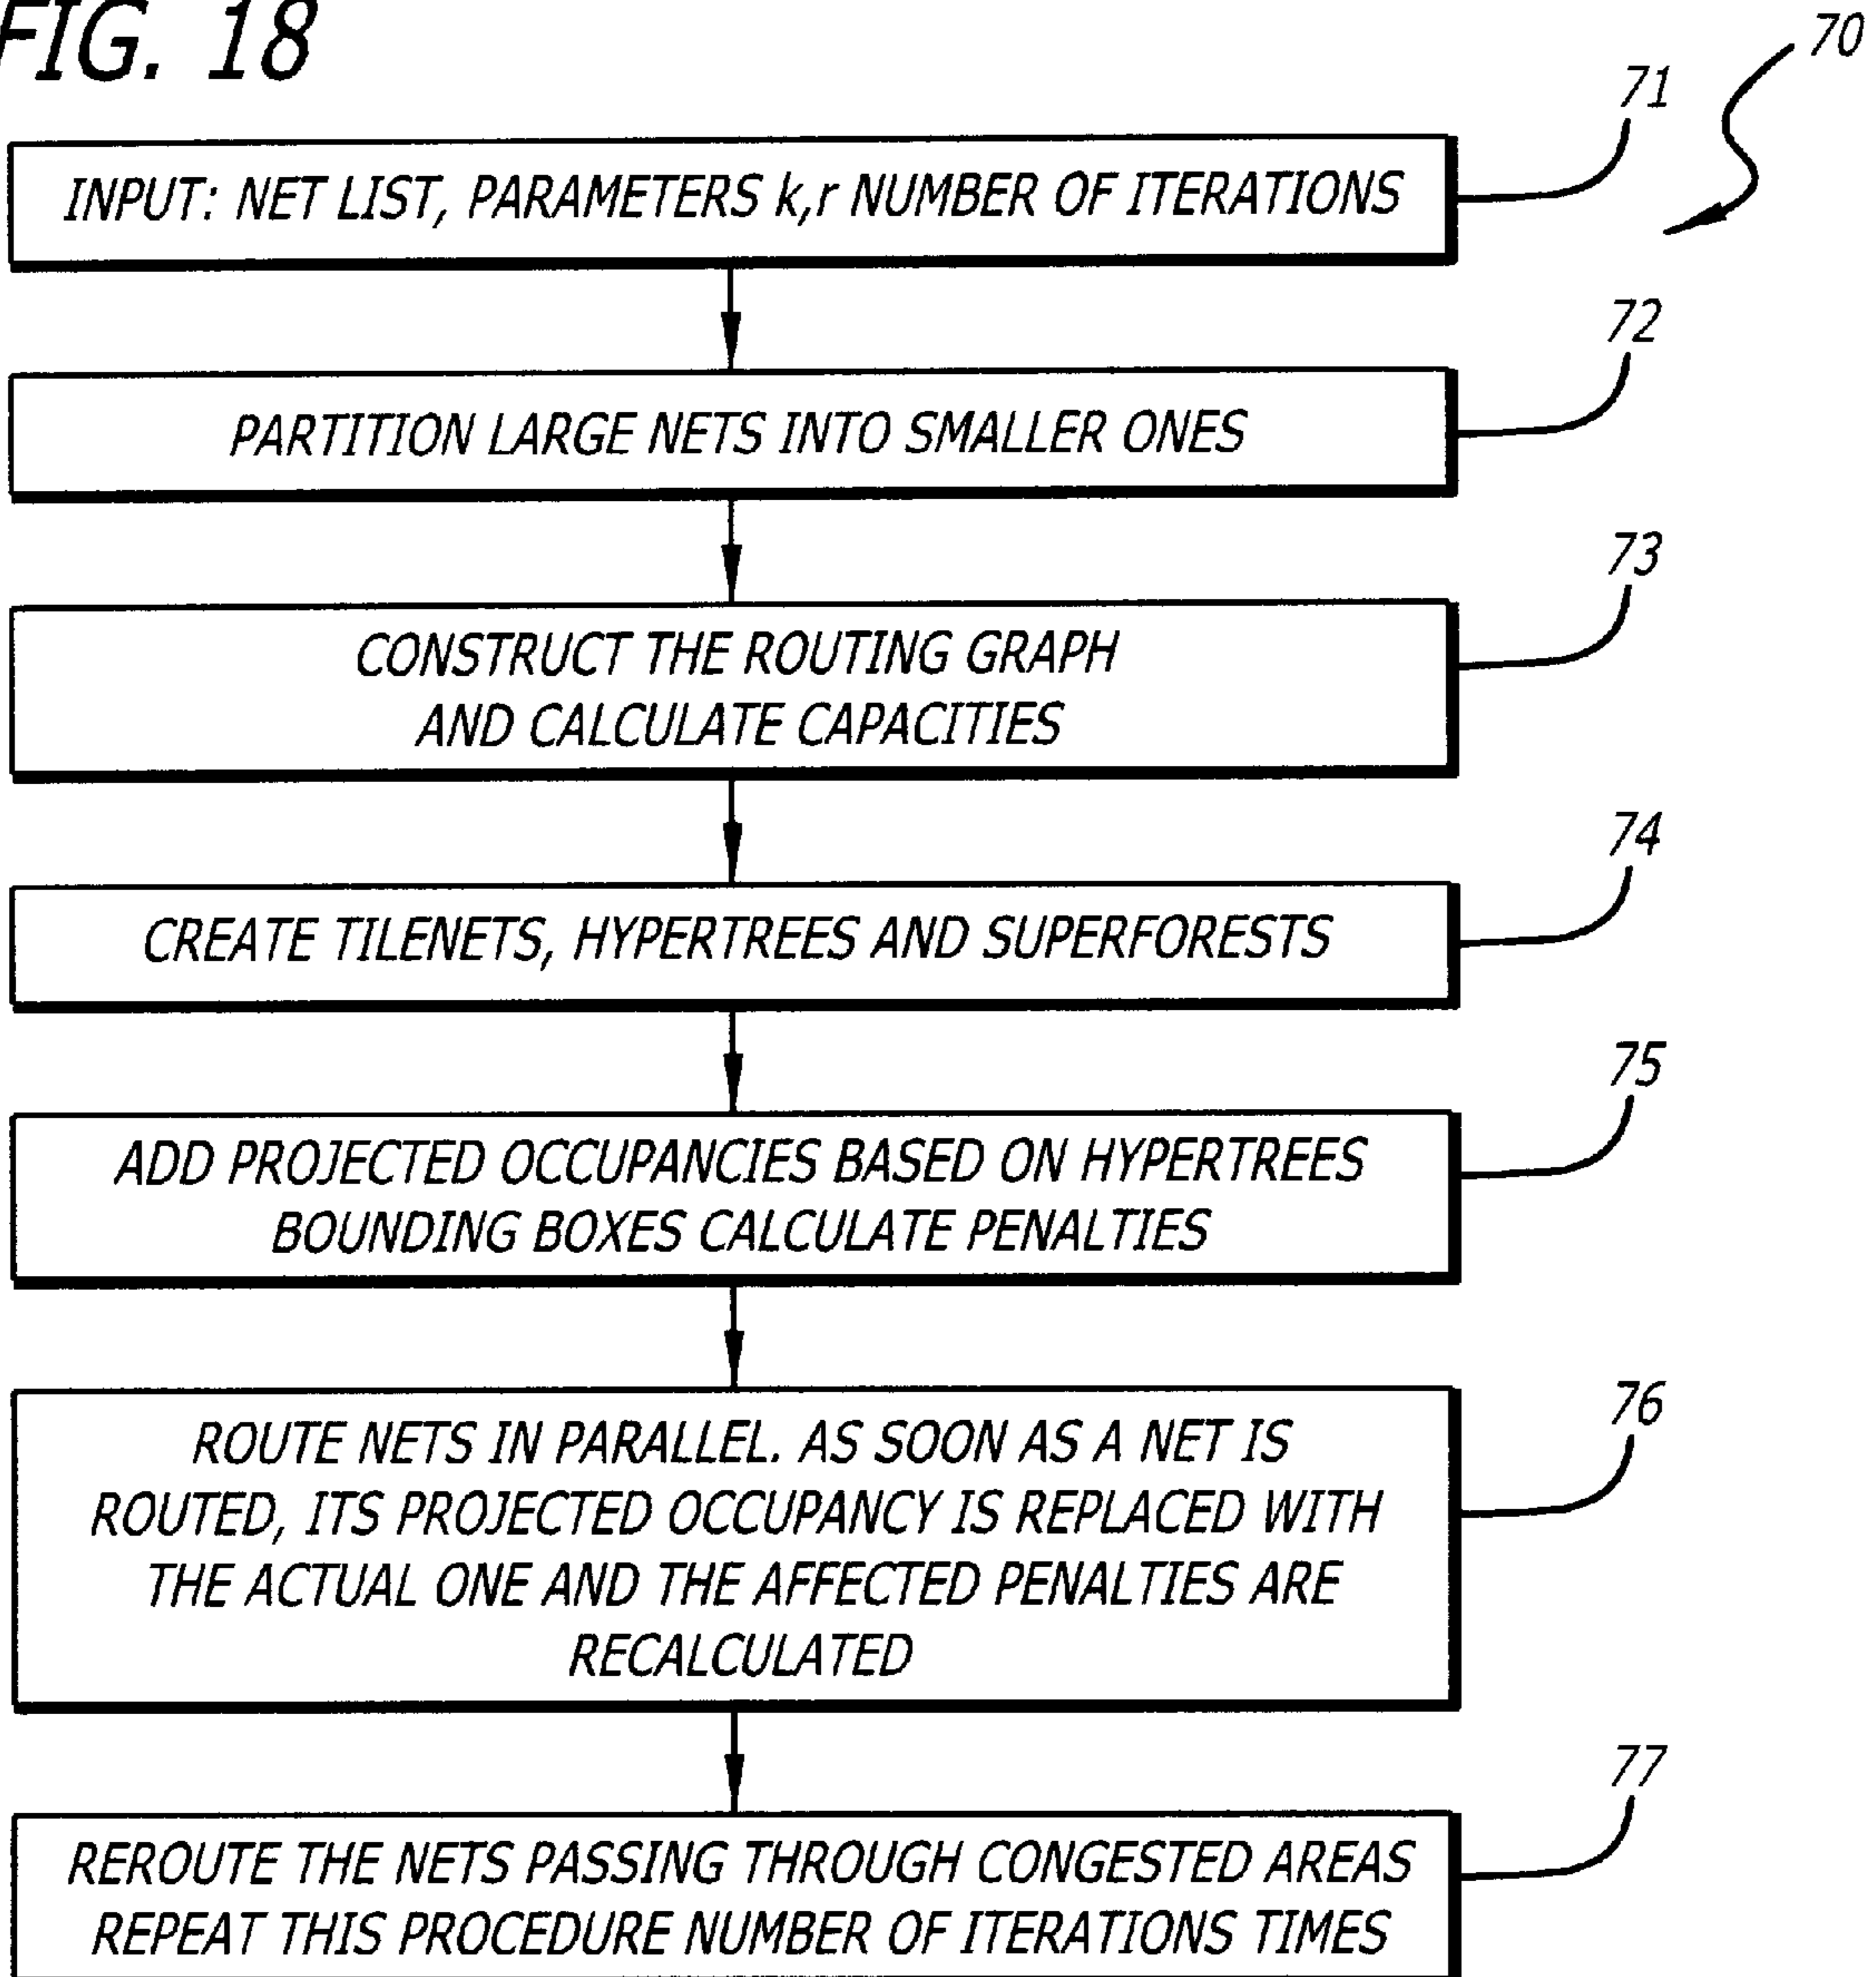 FIG. 18
70
71
INPUT: NET LIST, PARAMETERS k,r NUMBER OF ITERATIONS
72
PARTITION LARGE NETS INTO SMALLER ONES
73
CONSTRUCT THE ROUTING GRAPH
AND CALCULATE CAPACITIES
74
CREATE TILENETS, HYPERTREES AND SUPERFORESTS
75
ADD PROJECTED OCCUPANCIES BASED ON HYPERTREES
BOUNDING BOXES CALCULATE PENALTIES
76
ROUTE NETS IN PARALLEL. AS SOON AS A NET IS
ROUTED, ITS PROJECTED OCCUPANCY IS REPLACED WITH
THE ACTUAL ONE AND THE AFFECTED PENALTIES ARE
RECALCULATED
77
REROUTE THE NETS PASSING THROUGH CONGESTED AREAS
REPEAT THIS PROCEDURE NUMBER OF ITERATIONS TIMES